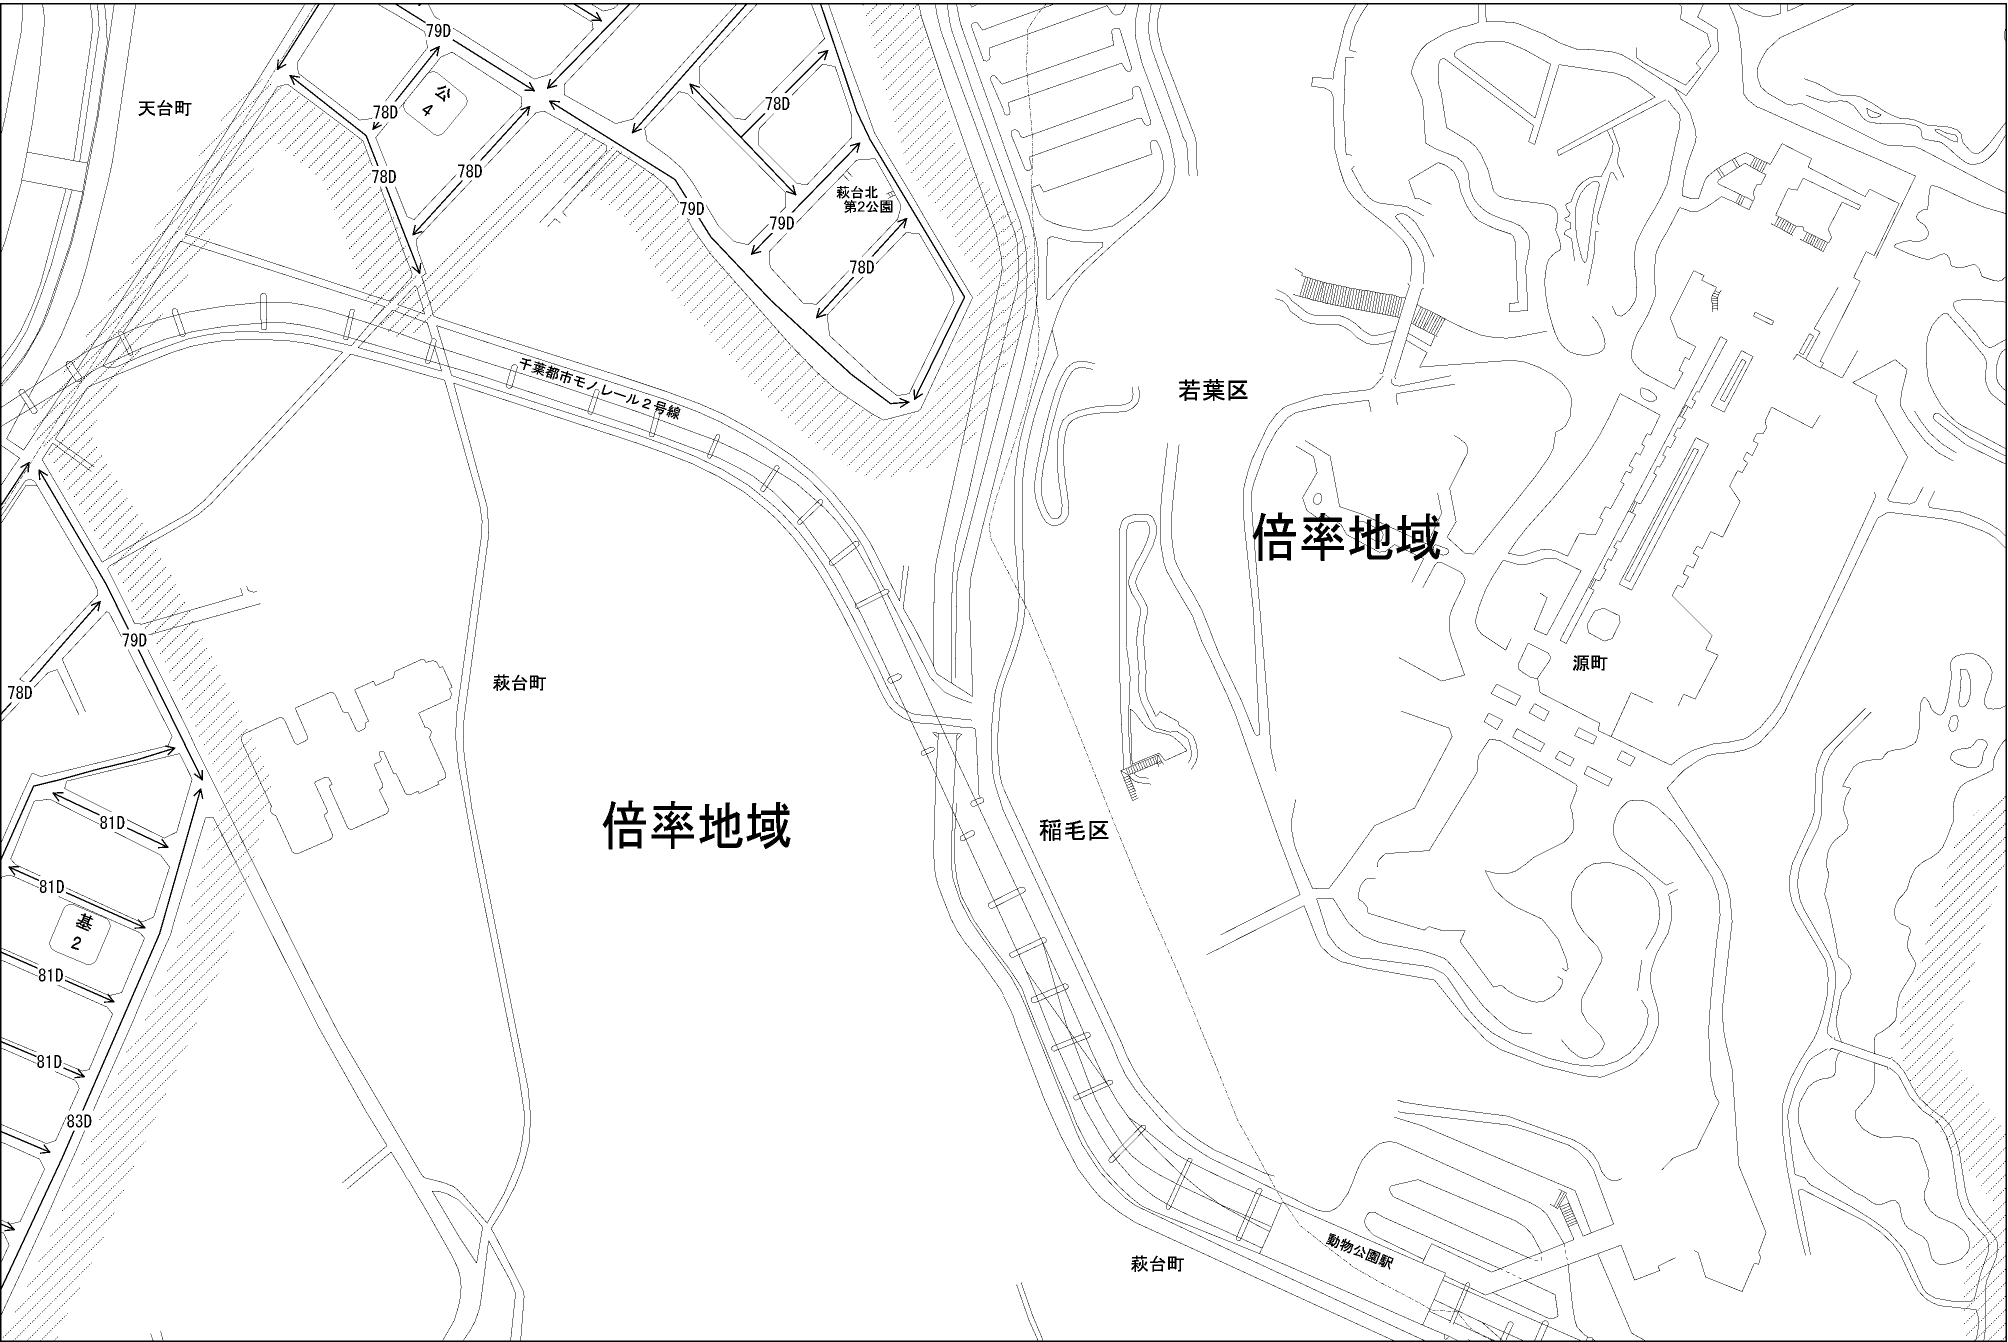 79D
天台町
公
4
78D
78D
78D
78D
萩台北
第2公園
79D
79D
78D
千葉都市モノレール2号線
若葉区
倍率地域
79D
源町
萩台町
78D
81D
倍率地域
稲毛区
81D
基
2
81D
81D
83D
動物公園駅
萩台町